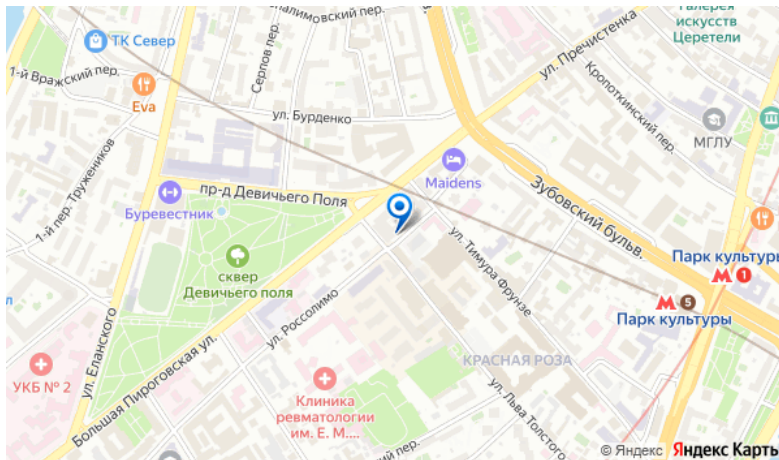 галерея
искусств
Церетели
ТК Север
1-й Вражский пер.
Серпов пер.
ул. Пречистенка
Кропоткинский пер.
Eva
ул. Бурденко
МГЛУ
1-й пер. Тружеников
Maidens
пр-д Девичьего Поля
Буревестник
Зубовский бульв.
сквер
Девичьего поля
ул. Тимура Фрунзе
Парк культуры
1
5
Парк культуры
ул. Россолимо
ул. Еланского
КРАСНАЯ РОЗА
УКБ № 2
Большая Пироговская ул.
Клиника
ревматологии
им. Е. М....
ул. Льва Толстого
пер.
© Яндекс Яндекс Карты